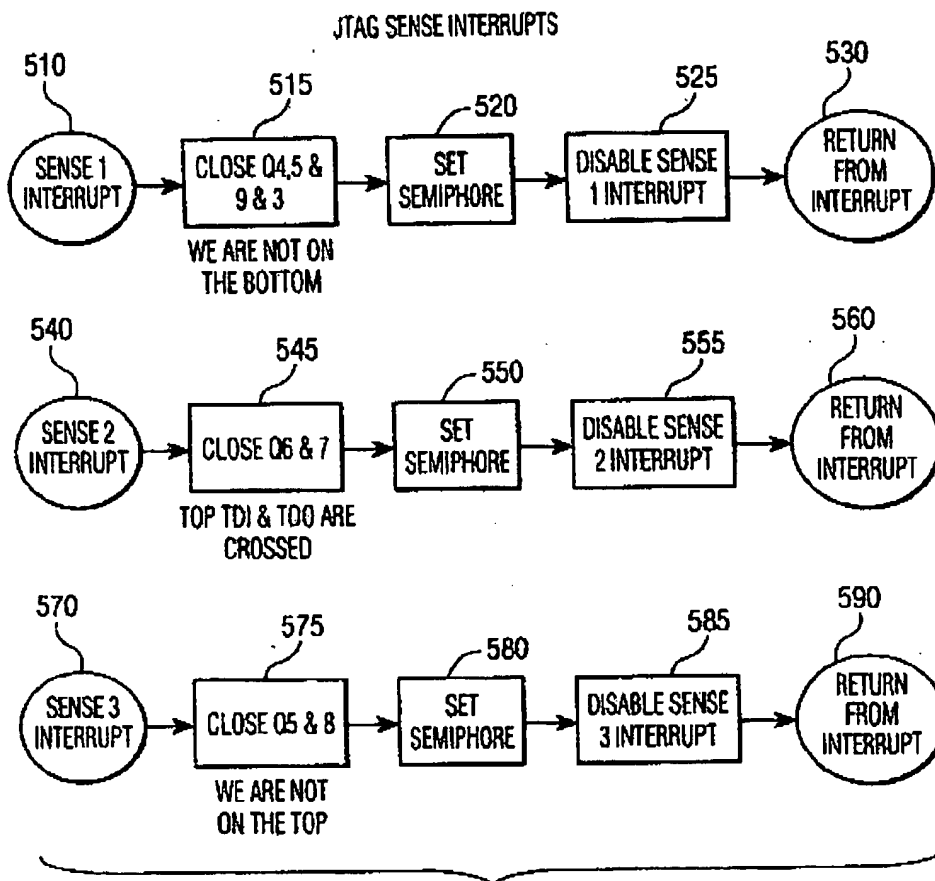 JTAG SENSE INTERRUPTS
510
515
520
525
530
SENSE 1
INTERRUPT
CLOSE Q4,5 &
9 & 3
SET
SEMIPHORE
DISABLE SENSE
1 INTERRUPT
RETURN
FROM
INTERRUPT
WE ARE NOT ON
THE BOTTOM
540
545
550
555
560
SENSE 2
INTERRUPT
CLOSE Q6 & 7
SET
SEMIPHORE
DISABLE SENSE
2 INTERRUPT
RETURN
FROM
INTERRUPT
TOP TDI & TDO ARE
CROSSED
570
575
580
585
590
SENSE 3
INTERRUPT
CLOSE Q5 & 8
SET
SEMIPHORE
DISABLE SENSE
3 INTERRUPT
RETURN
FROM
INTERRUPT
WE ARE NOT
ON THE TOP